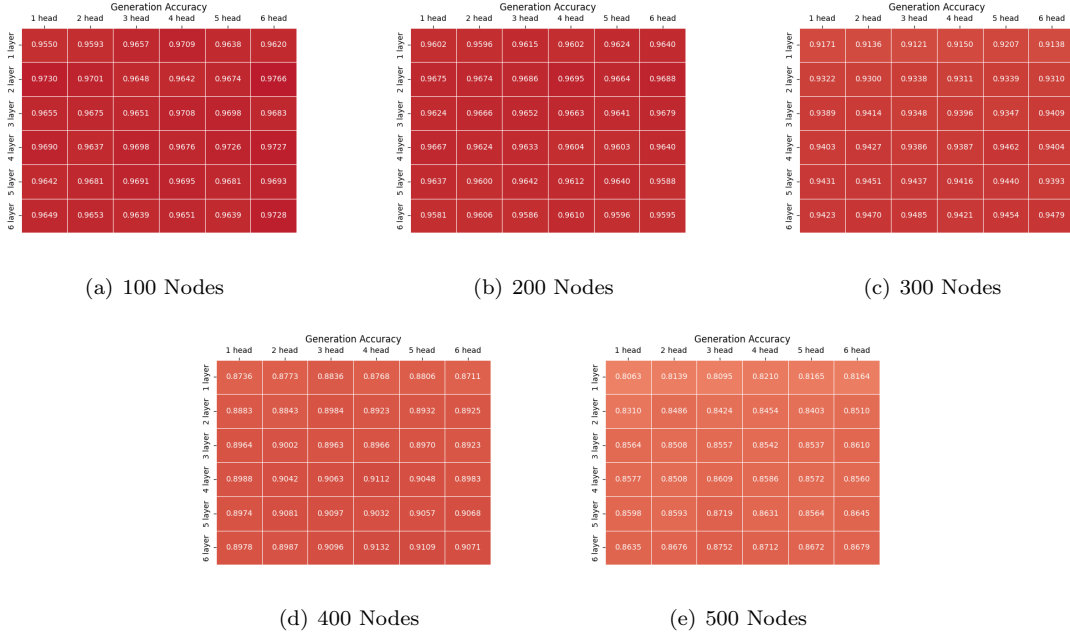 Generation Accuracy
1 head 2 head 3 head 4 head 5 head 6 head
1 layer 0.9550 0.9593 0.9657 0.9709 0.9638 0.9620
2 layer 0.9730 0.9701 0.9648 0.9642 0.9674 0.9766
3 layer 0.9655 0.9675 0.9651 0.9708 0.9698 0.9683
4 layer 0.9690 0.9637 0.9698 0.9676 0.9726 0.9727
5 layer 0.9642 0.9681 0.9691 0.9695 0.9681 0.9693
6 layer 0.9649 0.9653 0.9639 0.9651 0.9639 0.9728
(a) 100 Nodes
Generation Accuracy
1 head 2 head 3 head 4 head 5 head 6 head
1 layer 0.9602 0.9596 0.9615 0.9602 0.9624 0.9640
2 layer 0.9675 0.9674 0.9686 0.9695 0.9664 0.9688
3 layer 0.9624 0.9666 0.9652 0.9663 0.9641 0.9679
4 layer 0.9667 0.9624 0.9633 0.9604 0.9603 0.9640
5 layer 0.9637 0.9600 0.9642 0.9612 0.9640 0.9588
6 layer 0.9581 0.9606 0.9586 0.9610 0.9596 0.9595
(b) 200 Nodes
Generation Accuracy
1 head 2 head 3 head 4 head 5 head 6 head
1 layer 0.9171 0.9136 0.9121 0.9150 0.9207 0.9138
2 layer 0.9322 0.9300 0.9338 0.9311 0.9339 0.9310
3 layer 0.9389 0.9414 0.9348 0.9396 0.9347 0.9409
4 layer 0.9403 0.9427 0.9386 0.9387 0.9462 0.9404
5 layer 0.9431 0.9451 0.9437 0.9416 0.9440 0.9393
6 layer 0.9423 0.9470 0.9485 0.9421 0.9454 0.9479
(c) 300 Nodes
Generation Accuracy
1 head 2 head 3 head 4 head 5 head 6 head
1 layer 0.8736 0.8773 0.8836 0.8768 0.8806 0.8711
2 layer 0.8883 0.8843 0.8984 0.8923 0.8932 0.8925
3 layer 0.8964 0.9002 0.8963 0.8966 0.8970 0.8923
4 layer 0.8988 0.9042 0.9063 0.9112 0.9048 0.8983
5 layer 0.8974 0.9081 0.9097 0.9032 0.9057 0.9068
6 layer 0.8978 0.8987 0.9096 0.9132 0.9109 0.9071
(d) 400 Nodes
Generation Accuracy
1 head 2 head 3 head 4 head 5 head 6 head
1 layer 0.8063 0.8139 0.8095 0.8210 0.8165 0.8164
2 layer 0.8310 0.8486 0.8424 0.8454 0.8403 0.8510
3 layer 0.8564 0.8508 0.8557 0.8542 0.8537 0.8610
4 layer 0.8577 0.8508 0.8609 0.8586 0.8572 0.8560
5 layer 0.8598 0.8593 0.8719 0.8631 0.8564 0.8645
6 layer 0.8635 0.8676 0.8752 0.8712 0.8672 0.8679
(e) 500 Nodes